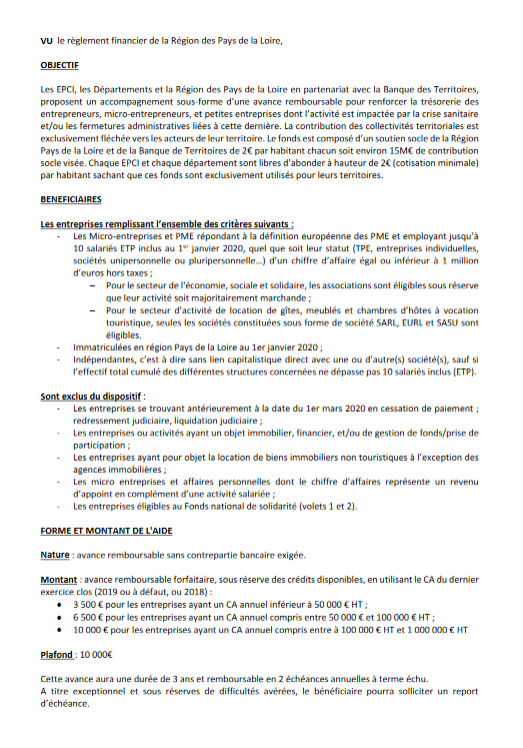 VU le règlement financier de la Région des Pays de la Loire,
OBJECTIF
Les EPCI, les Départements et la Région des Pays de la Loire en partenariat avec la Banque des Territoires,
proposent un accompagnement sous-forme d'une avance remboursable pour renforcer la trésorerie des
entrepreneurs, micro-entrepreneurs, et petites entreprises dont l'activité est impactée par la crise sanitaire
et/ou les fermetures administratives liées à cette dernière. La contribution des collectivités territoriales est
exclusivement fléchée vers les acteurs de leur territoire. Le fonds est composé d'un soutien socle de la Région
Pays de la Loire et de la Banque de Territoires de 2€ par habitant chacun soit environ 15M€ de contribution
socle visée. Chaque EPCI et chaque département sont libres d'abonder à hauteur de 2€ (cotisation minimale)
par habitant sachant que ces fonds sont exclusivement utilisés pour leurs territoires.
BENEFICIAIRES
Les entreprises remplissant l'ensemble des critères suivants :
- Les Micro-entreprises et PME répondant à la définition européenne des PME et employant jusqu'à
10 salariés ETP inclus au 1er janvier 2020, quel que soit leur statut (TPE, entreprises individuelles,
sociétés unipersonnelle ou pluripersonnelle...) d'un chiffre d'affaire égal ou inférieur à 1 million
d'euros hors taxes ;
– Pour le secteur de l'économie, sociale et solidaire, les associations sont éligibles sous réserve
que leur activité soit majoritairement marchande ;
– Pour le secteur d'activité de location de gîtes, meublés et chambres d'hôtes à vocation
touristique, seules les sociétés constituées sous forme de société SARL, EURL et SASU sont
éligibles.
- Immatriculées en région Pays de la Loire au 1er janvier 2020 ;
- Indépendantes, c'est à dire sans lien capitalistique direct avec une ou d'autre(s) société(s), sauf si
l'effectif total cumulé des différentes structures concernées ne dépasse pas 10 salariés inclus (ETP).
Sont exclus du dispositif :
- Les entreprises se trouvant antérieurement à la date du 1er mars 2020 en cessation de paiement ;
redressement judiciaire, liquidation judiciaire ;
- Les entreprises ou activités ayant un objet immobilier, financier, et/ou de gestion de fonds/prise de
participation ;
- Les entreprises ayant pour objet la location de biens immobiliers non touristiques à l'exception des
agences immobilières ;
- Les micro entreprises et affaires personnelles dont le chiffre d'affaires représente un revenu
d'appoint en complément d'une activité salariée ;
- Les entreprises éligibles au Fonds national de solidarité (volets 1 et 2).
FORME ET MONTANT DE L'AIDE
Nature : avance remboursable sans contrepartie bancaire exigée.
Montant : avance remboursable forfaitaire, sous réserve des crédits disponibles, en utilisant le CA du dernier
exercice clos (2019 ou à défaut, ou 2018) :
• 3 500 € pour les entreprises ayant un CA annuel inférieur à 50 000 € HT ;
• 6 500 € pour les entreprises ayant un CA annuel compris entre 50 000 € et 100 000 € HT ;
• 10 000 € pour les entreprises ayant un CA annuel compris entre à 100 000 € HT et 1 000 000 € HT
Plafond : 10 000€
Cette avance aura une durée de 3 ans et remboursable en 2 échéances annuelles à terme échu.
A titre exceptionnel et sous réserves de difficultés avérées, le bénéficiaire pourra solliciter un report
d'échéance.